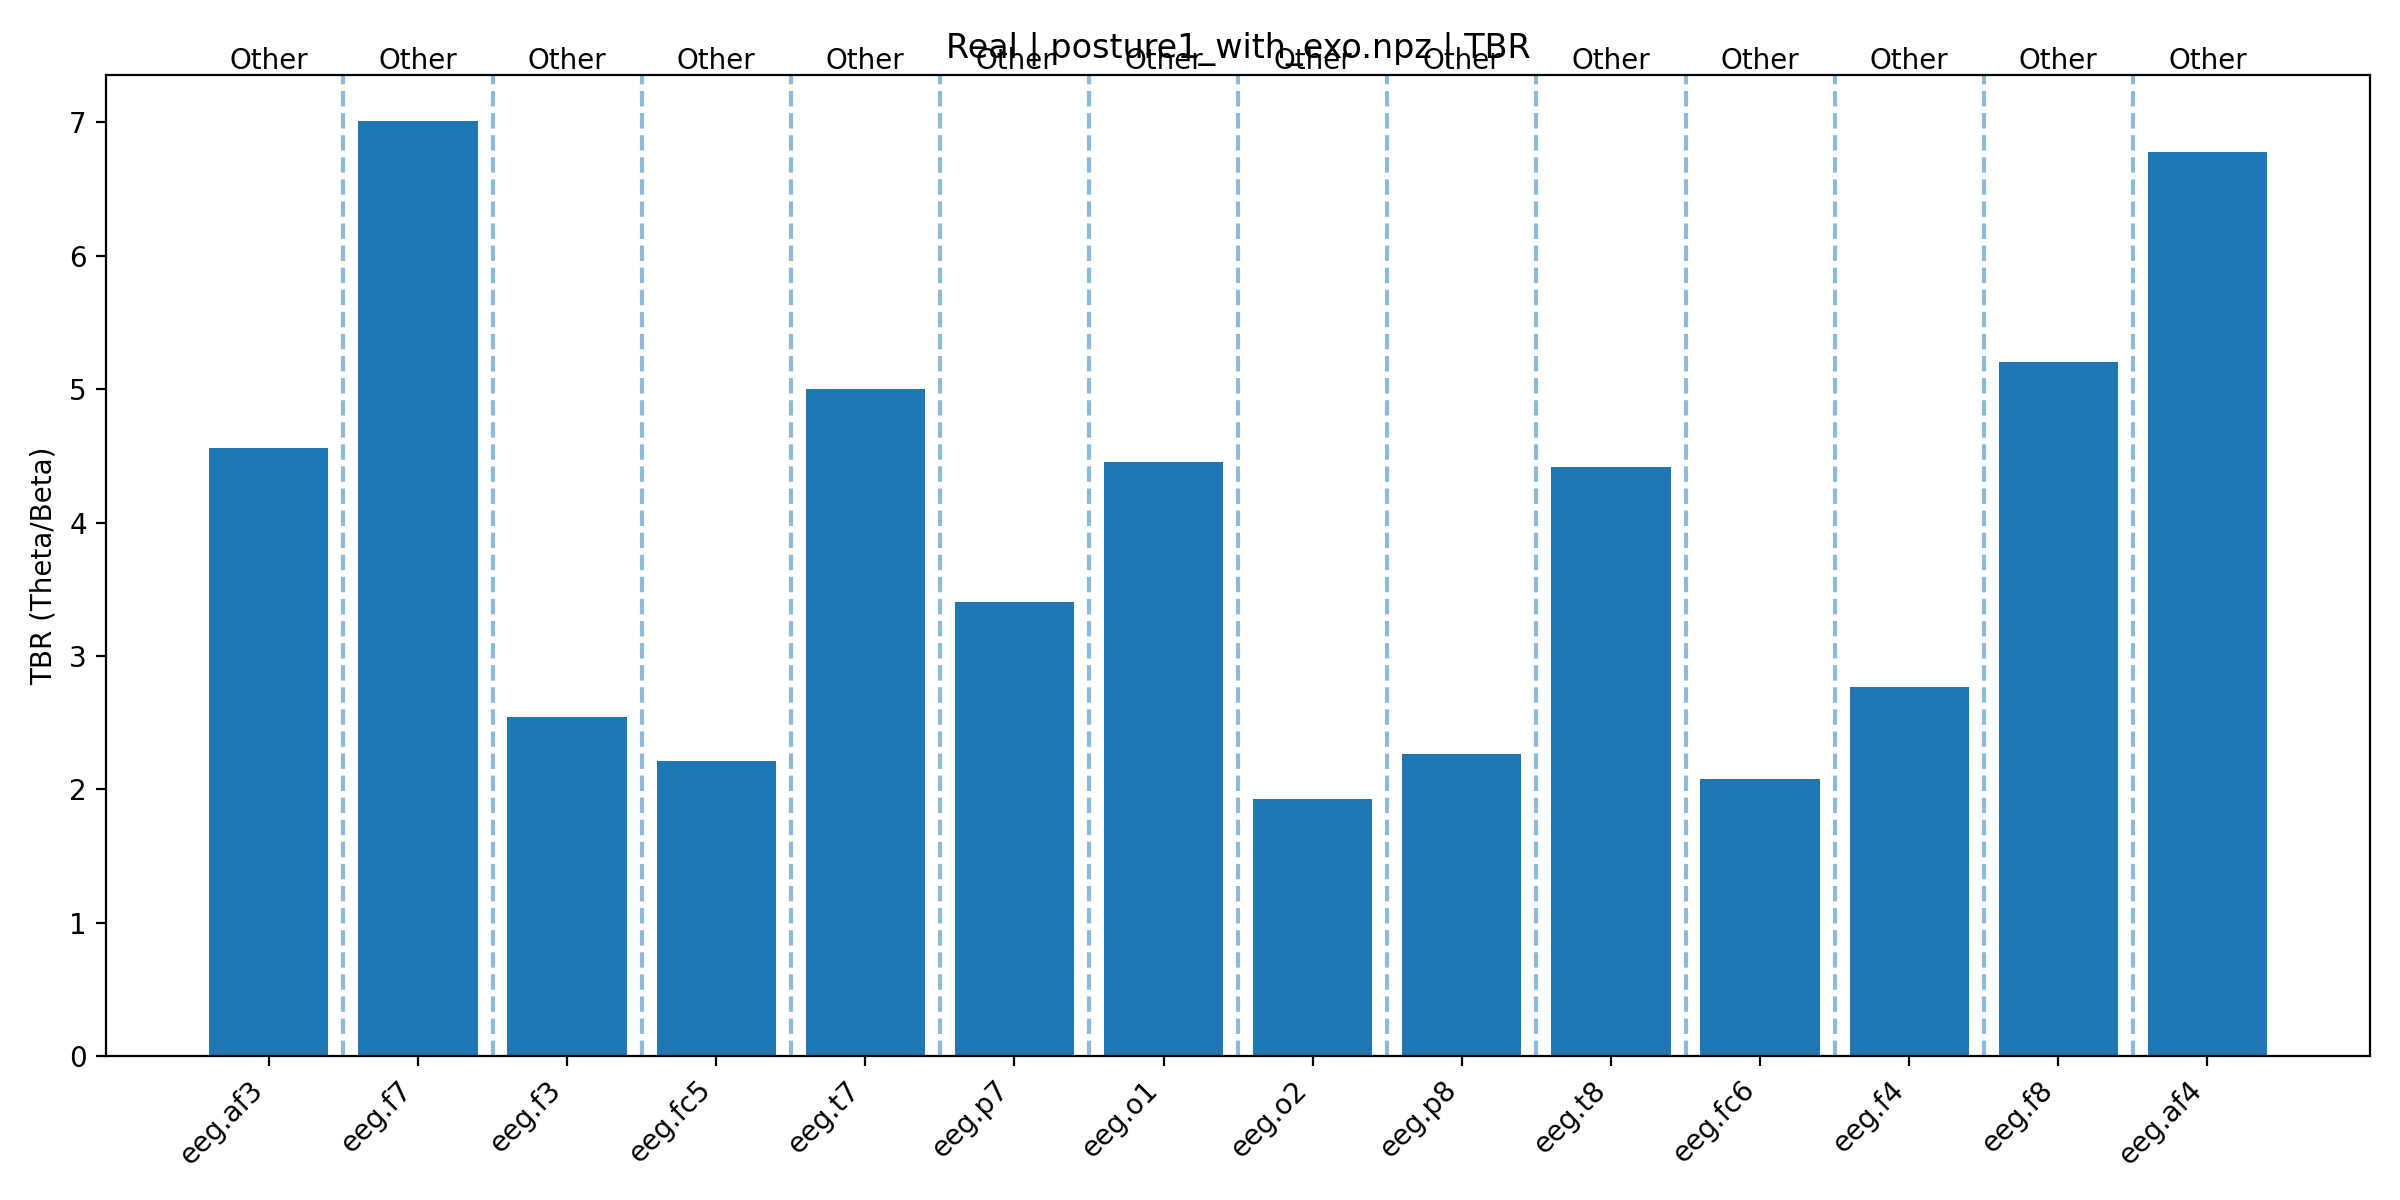 Real | posture1_with_exo.npz | TBR
Other Other Other Other Other Other Other Other Other Other Other Other Other Other
TBR (Theta/Beta)
7
6
5
4
3
2
1
0
eeg.af3 eeg.f7 eeg.f3 eeg.fc5 eeg.t7 eeg.p7 eeg.o1 eeg.o2 eeg.p8 eeg.t8 eeg.fc6 eeg.f4 eeg.f8 eeg.af4